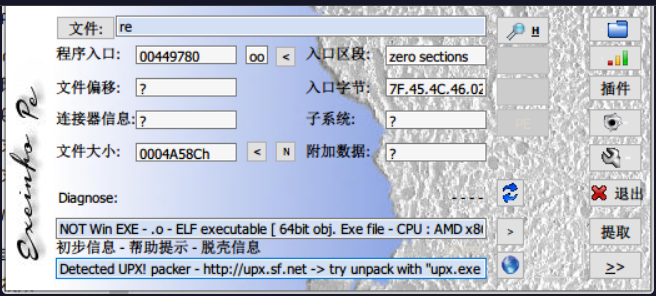 文件: re H
程序入口: 00449780 oo < 入口区段: zero sections
文件偏移: ? 入口字节: 7F.45.4C.46.02 插件
连接器信息: ? 子系统: ? PE
文件大小: 0004A58Ch < N 附加数据: ?
Exeinfo Pe
Diagnose: ---- 退出
NOT Win EXE - .o - ELF executable [ 64bit obj. Exe file - CPU : AMD x8 > 提取
初步信息 - 帮助提示 - 脱壳信息
Detected UPX! packer - http://upx.sf.net -> try unpack with "upx.exe >>